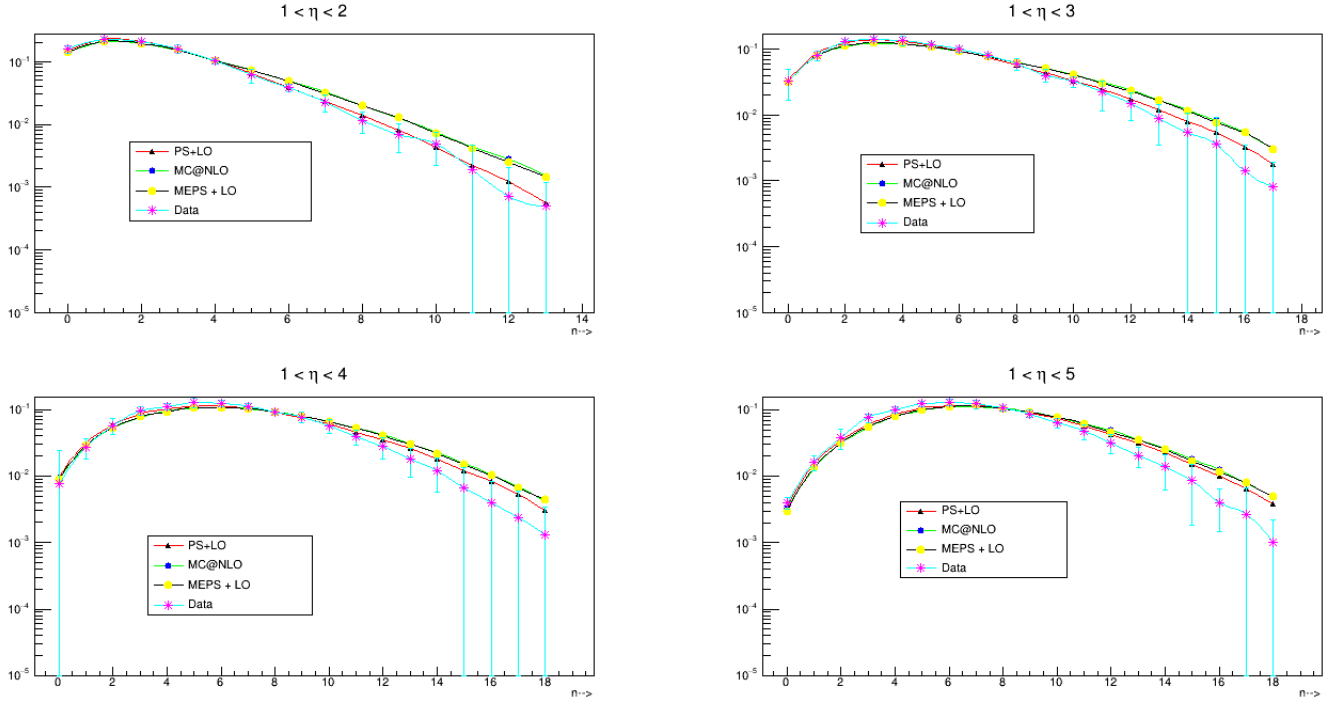 1 < η < 2
10⁻¹
10⁻²
10⁻³
10⁻⁴
10⁻⁵
PS+LO
MC@NLO
MEPS + LO
Data
0 2 4 6 8 10 12 14
n-->
1 < η < 3
10⁻¹
10⁻²
10⁻³
10⁻⁴
10⁻⁵
PS+LO
MC@NLO
MEPS + LO
Data
0 2 4 6 8 10 12 14 16 18
n-->
1 < η < 4
10⁻¹
10⁻²
10⁻³
10⁻⁴
10⁻⁵
PS+LO
MC@NLO
MEPS + LO
Data
0 2 4 6 8 10 12 14 16 18
n-->
1 < η < 5
10⁻¹
10⁻²
10⁻³
10⁻⁴
10⁻⁵
PS+LO
MC@NLO
MEPS + LO
Data
0 2 4 6 8 10 12 14 16 18
n-->